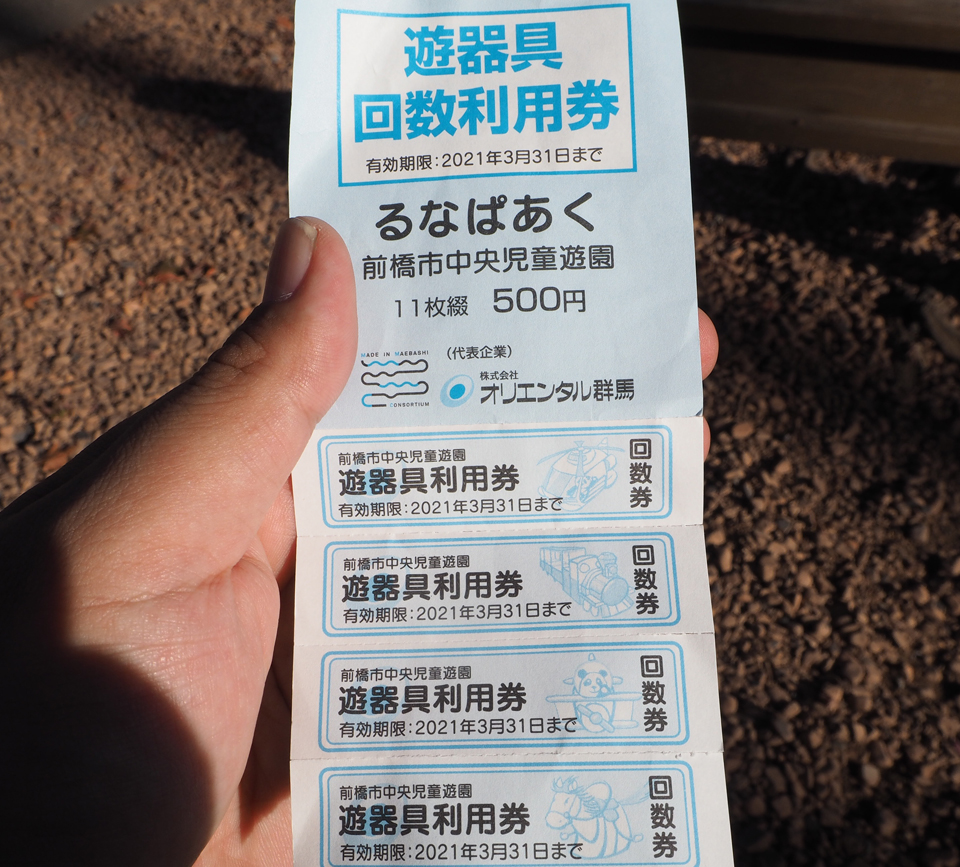 遊器具
回数利用券
有効期限:2021年3月31日まで
るなぱあく
前橋市中央児童遊園
11枚綴 500円
MADE IN MAEBASHI
CONSORTIUM
(代表企業)
株式会社
オリエンタル群馬
前橋市中央児童遊園
遊器具利用券
有効期限:2021年3月31日まで
回数券
前橋市中央児童遊園
遊器具利用券
有効期限:2021年3月31日まで
回数券
前橋市中央児童遊園
遊器具利用券
有効期限:2021年3月31日まで
回数券
前橋市中央児童遊園
遊器具利用券
有効期限:2021年3月31日まで
回数券